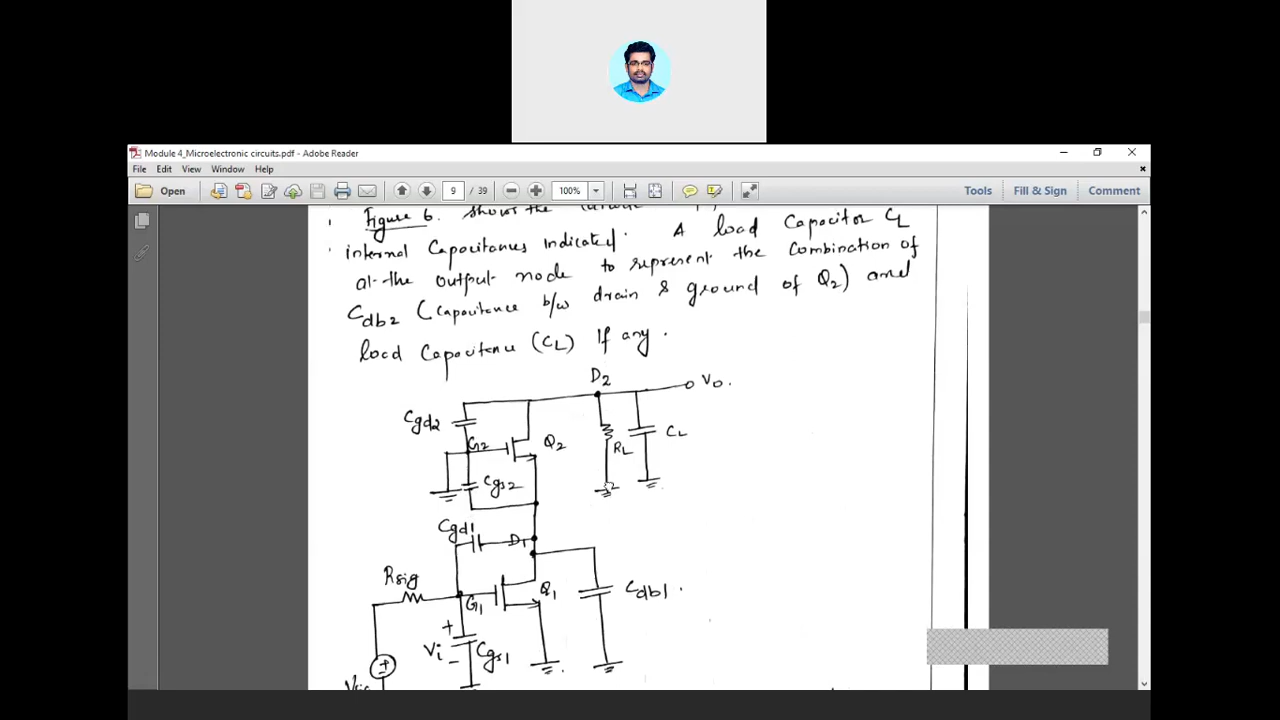 Module 4_Microelectronic circuits.pdf - Adobe Reader
File Edit View Window Help
Open 9 / 39 100% Tools Fill & Sign Comment
Figure 6. shows the
internal Capacitances indicated. A load Capacitor CL
at the output node to represent the combination of
Cdb2 (Capacitance b/w drain & ground of Q2) and
load Capacitence (CL) If any.
D2
Vo.
Cgd2
G2
Q2
RL
CL
Cgs2
Cgd1
D1
Rsig
G1
Q1
Cdb1.
+
Vi
-
Cgs1
+